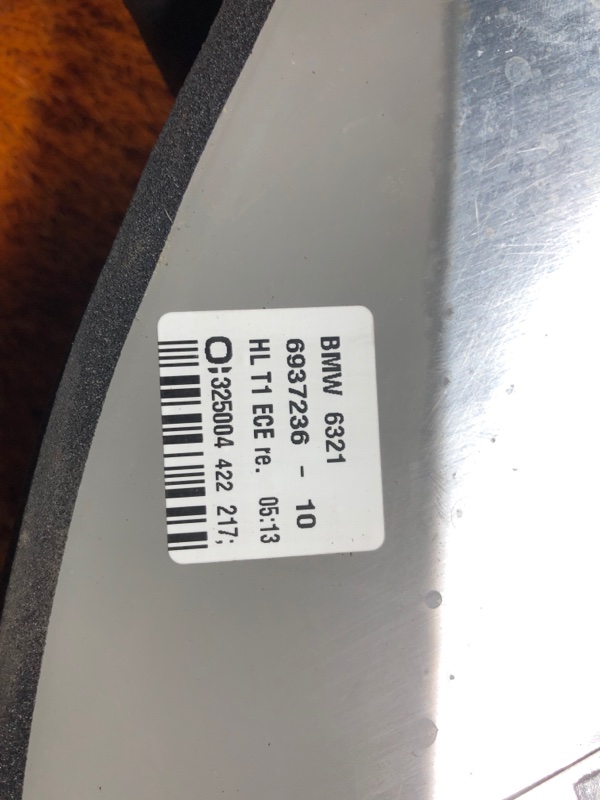 BMW 6321
6937236 - 10
HL T1 ECE re. 05:13
O;325004 422 217;